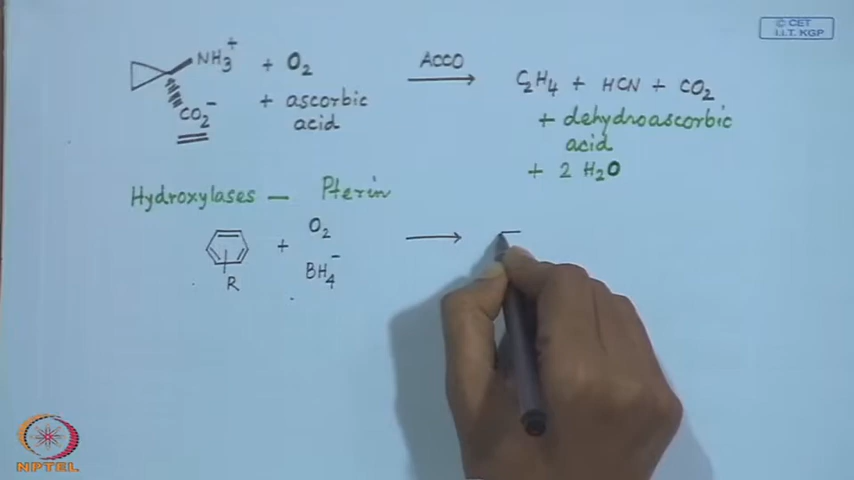 © CET
I.I.T. KGP
NH₃⁺ + O₂
ACCO
C₂H₄ + HCN + CO₂
+ ascorbic
acid
CO₂⁻
+ dehydroascorbic
acid
+ 2 H₂O
Hydroxylases — Pterin
+ O₂
BH₄⁻
R
NPTEL